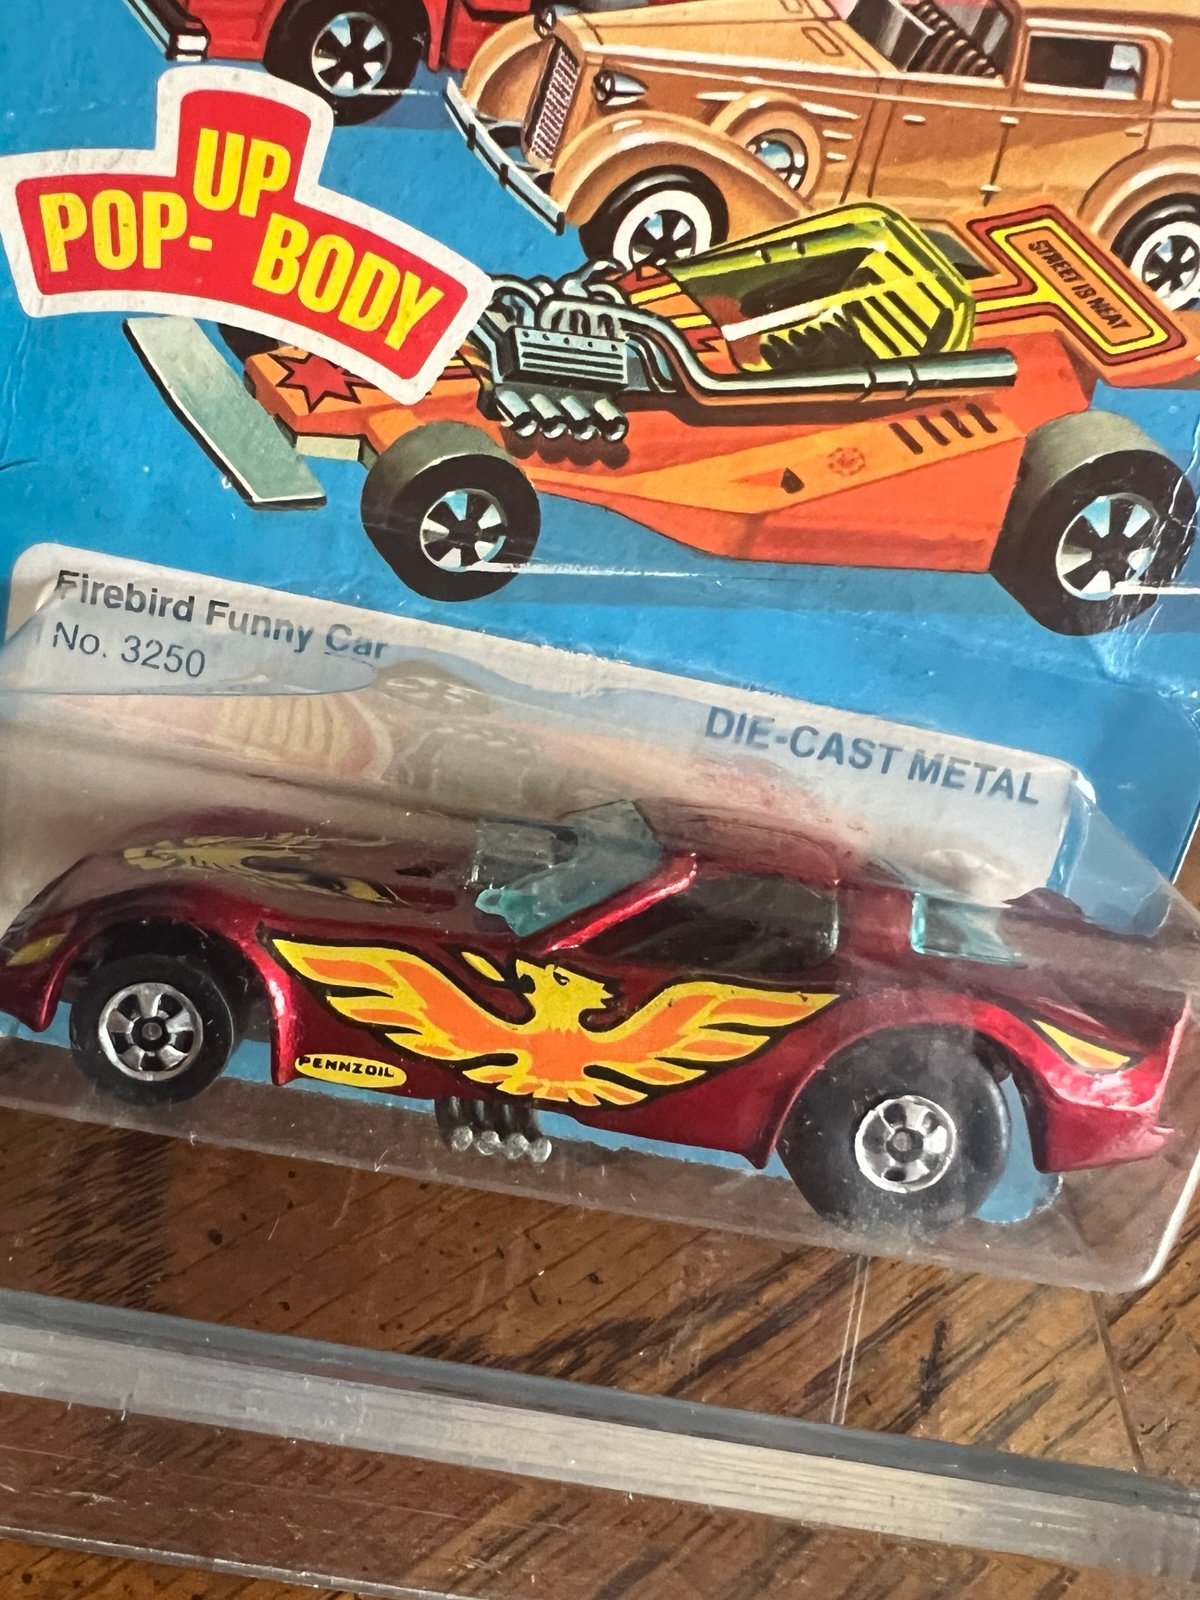 UP
POP- BODY
STREET IS NEAT
Firebird Funny Car
No. 3250
DIE-CAST METAL
PENNZOIL